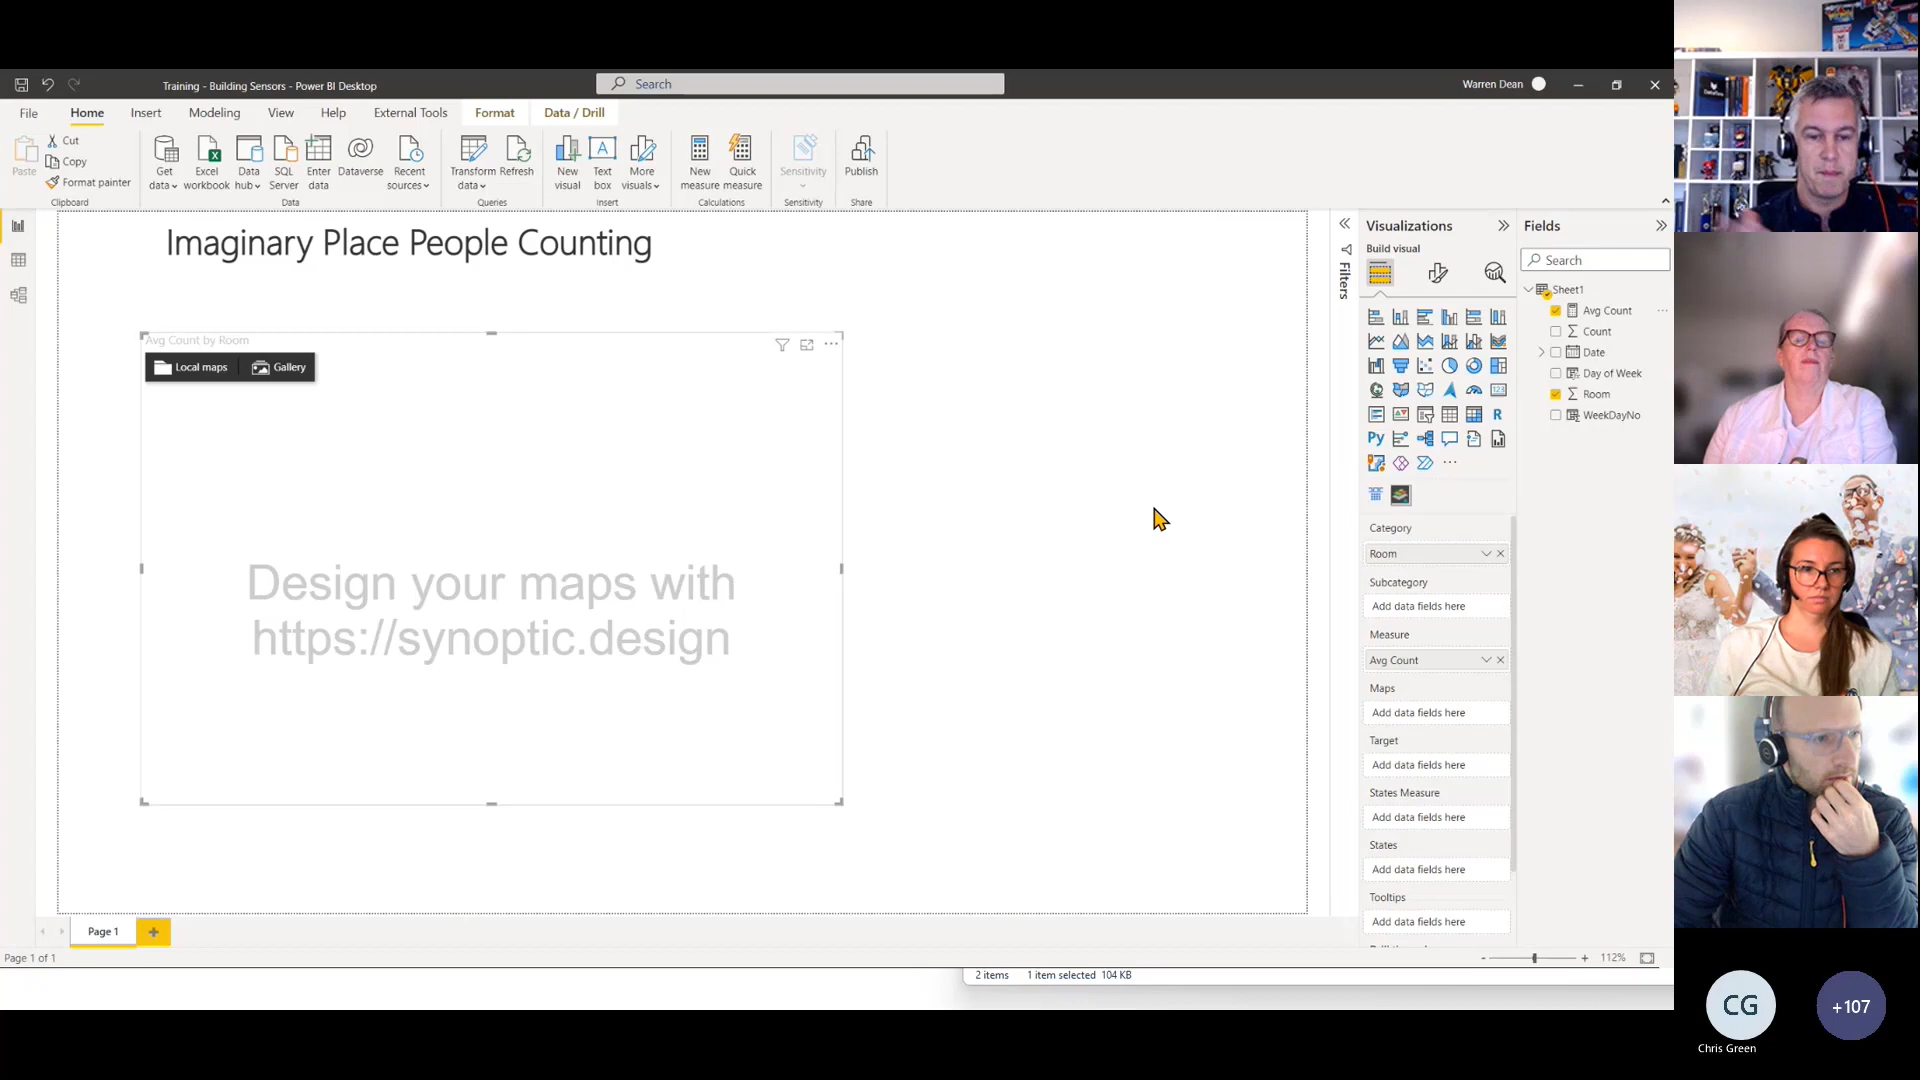 Training - Building Sensors - Power BI Desktop
Search
Warren Dean
File
Home
Insert
Modeling
View
Help
External Tools
Format
Data / Drill
Paste
Cut
Copy
Format painter
Clipboard
Get data
Excel workbook
Data hub
SQL Server
Enter data
Dataverse
Recent sources
Data
Transform data
Refresh
Queries
New visual
Text box
More visuals
Insert
New measure
Quick measure
Calculations
Sensitivity
Sensitivity
Publish
Share
Imaginary Place People Counting
Avg Count by Room
Local maps
Gallery
Design your maps with
https://synoptic.design
Filters
Visualizations
Build visual
R
Py
123
Category
Room
Subcategory
Add data fields here
Measure
Avg Count
Maps
Add data fields here
Target
Add data fields here
States Measure
Add data fields here
States
Add data fields here
Tooltips
Add data fields here
Fields
Search
Sheet1
Avg Count
Count
Date
Day of Week
Room
WeekDayNo
Page 1
Page 1 of 1
112%
2 items
1 item selected 104 KB
CG
Chris Green
+107